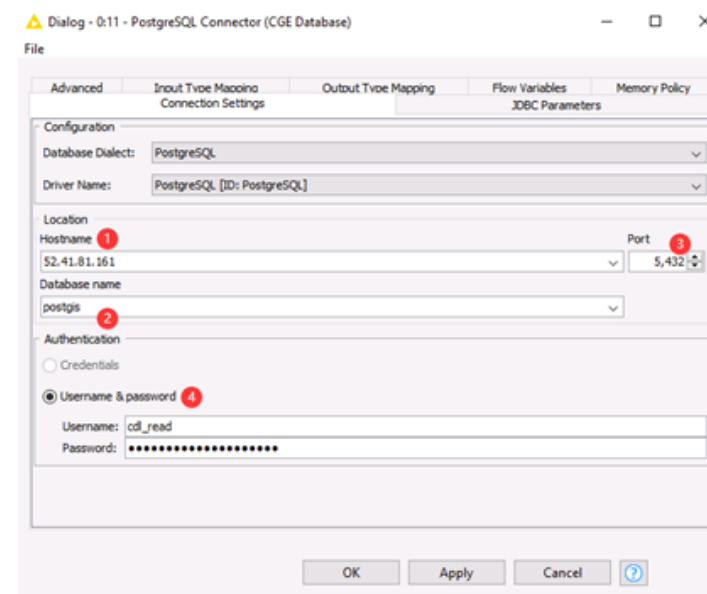 Dialog - 0:11 - PostgreSQL Connector (CGE Database)
File
Advanced Input Type Mapping Output Type Mapping Flow Variables Memory Policy
Connection Settings JDBC Parameters
Configuration
Database Dialect: PostgreSQL
Driver Name: PostgreSQL [ID: PostgreSQL]
Location
Hostname 1 Port 3
52.41.81.161 5,432
Database name
postgis 2
Authentication
Credentials
Username & password 4
Username: cdl_read
Password: ••••••••••••••••••••
OK Apply Cancel ?